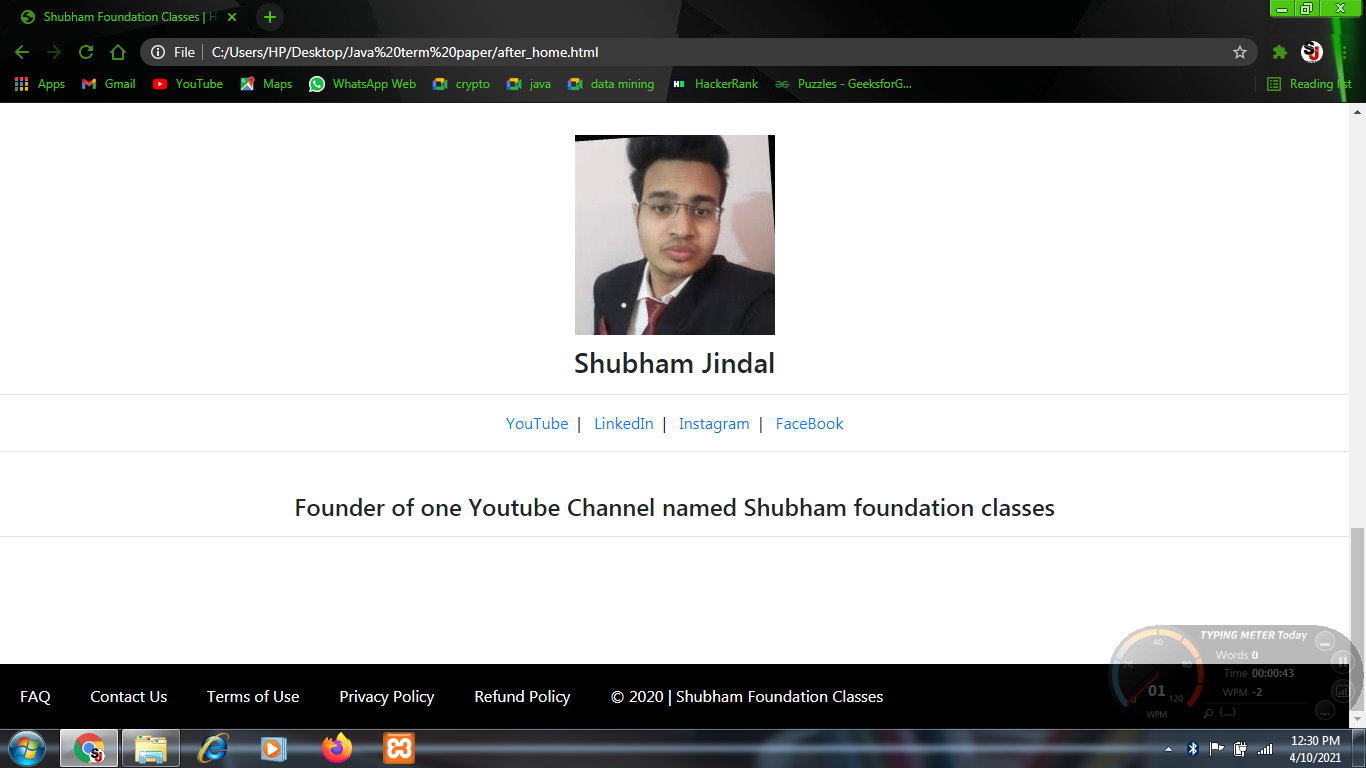 Shubham Foundation Classes | H
File C:/Users/HP/Desktop/Java%20term%20paper/after_home.html
Apps Gmail YouTube Maps WhatsApp Web crypto java data mining HackerRank Puzzles - GeeksforG... Reading list
Shubham Jindal
YouTube | LinkedIn | Instagram | FaceBook
Founder of one Youtube Channel named Shubham foundation classes
TYPING METER Today
Words 0
Time 00:00:43
WPM -2
(...)
20 40 80 0 120
01
WPM
FAQ Contact Us Terms of Use Privacy Policy Refund Policy © 2020 | Shubham Foundation Classes
12:30 PM
4/10/2021